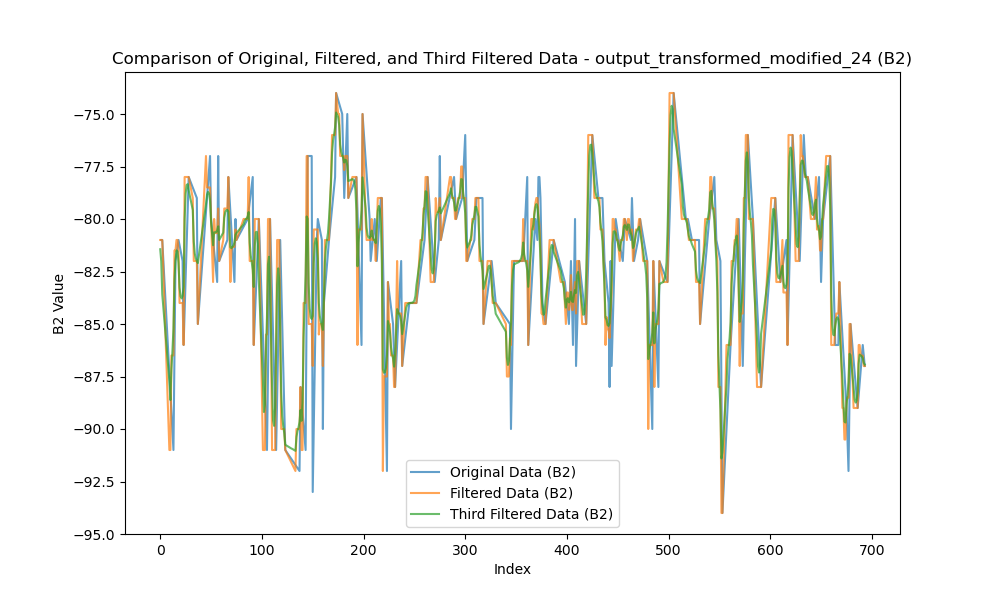 Comparison of Original, Filtered, and Third Filtered Data - output_transformed_modified_24 (B2)
−75.0
−77.5
−80.0
−82.5
−85.0
−87.5
−90.0
−92.5
−95.0
B2 Value
Original Data (B2)
Filtered Data (B2)
Third Filtered Data (B2)
0 100 200 300 400 500 600 700
Index